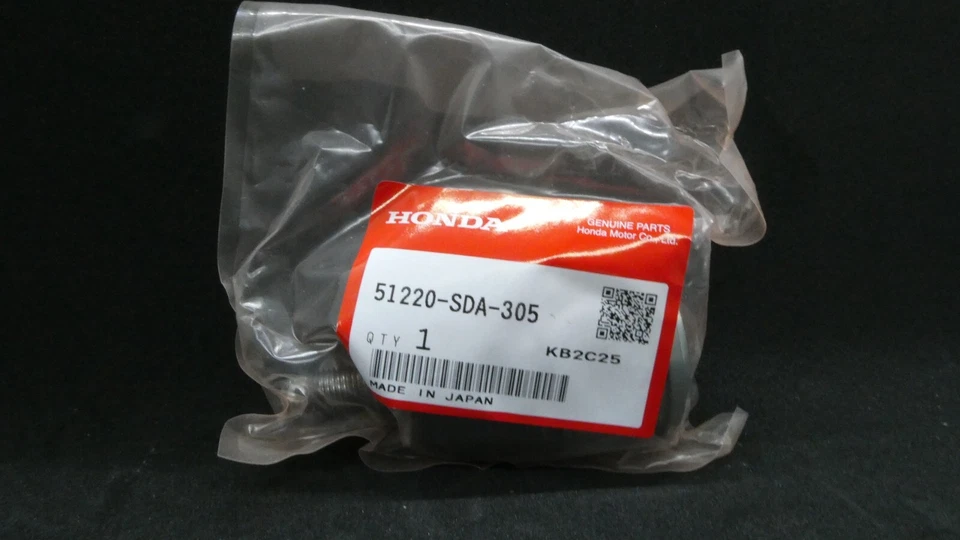 HONDA
GENUINE PARTS
Honda Motor Co., Ltd.
51220-SDA-305
QTY 1
KB2C25
MADE IN JAPAN